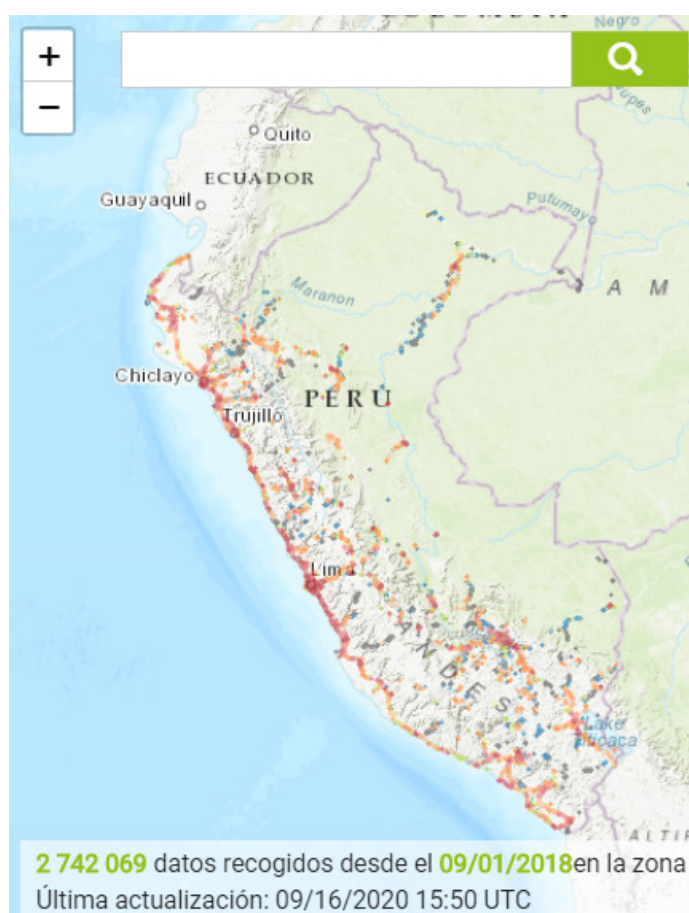 +
−
Negro
Quito
ECUADOR
Putumayo
Guayaquil
A M
Maranon
Chiclayo
PERU
Trujillo
Lima
ANDES
Lake
2 742 069 datos recogidos desde el 09/01/2018en la zona
Última actualización: 09/16/2020 15:50 UTC